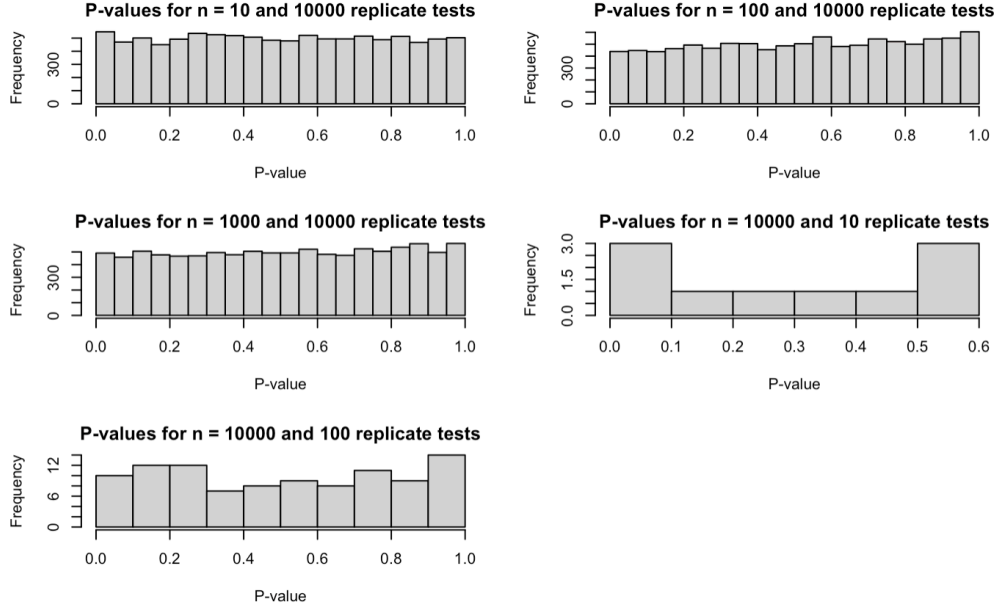 P-values for n = 10 and 10000 replicate tests
Frequency
300
0
0.0 0.2 0.4 0.6 0.8 1.0
P-value
P-values for n = 100 and 10000 replicate tests
Frequency
300
0
0.0 0.2 0.4 0.6 0.8 1.0
P-value
P-values for n = 1000 and 10000 replicate tests
Frequency
300
0
0.0 0.2 0.4 0.6 0.8 1.0
P-value
P-values for n = 10000 and 10 replicate tests
Frequency
3.0
1.5
0.0
0.0 0.1 0.2 0.3 0.4 0.5 0.6
P-value
P-values for n = 10000 and 100 replicate tests
Frequency
12
6
0
0.0 0.2 0.4 0.6 0.8 1.0
P-value